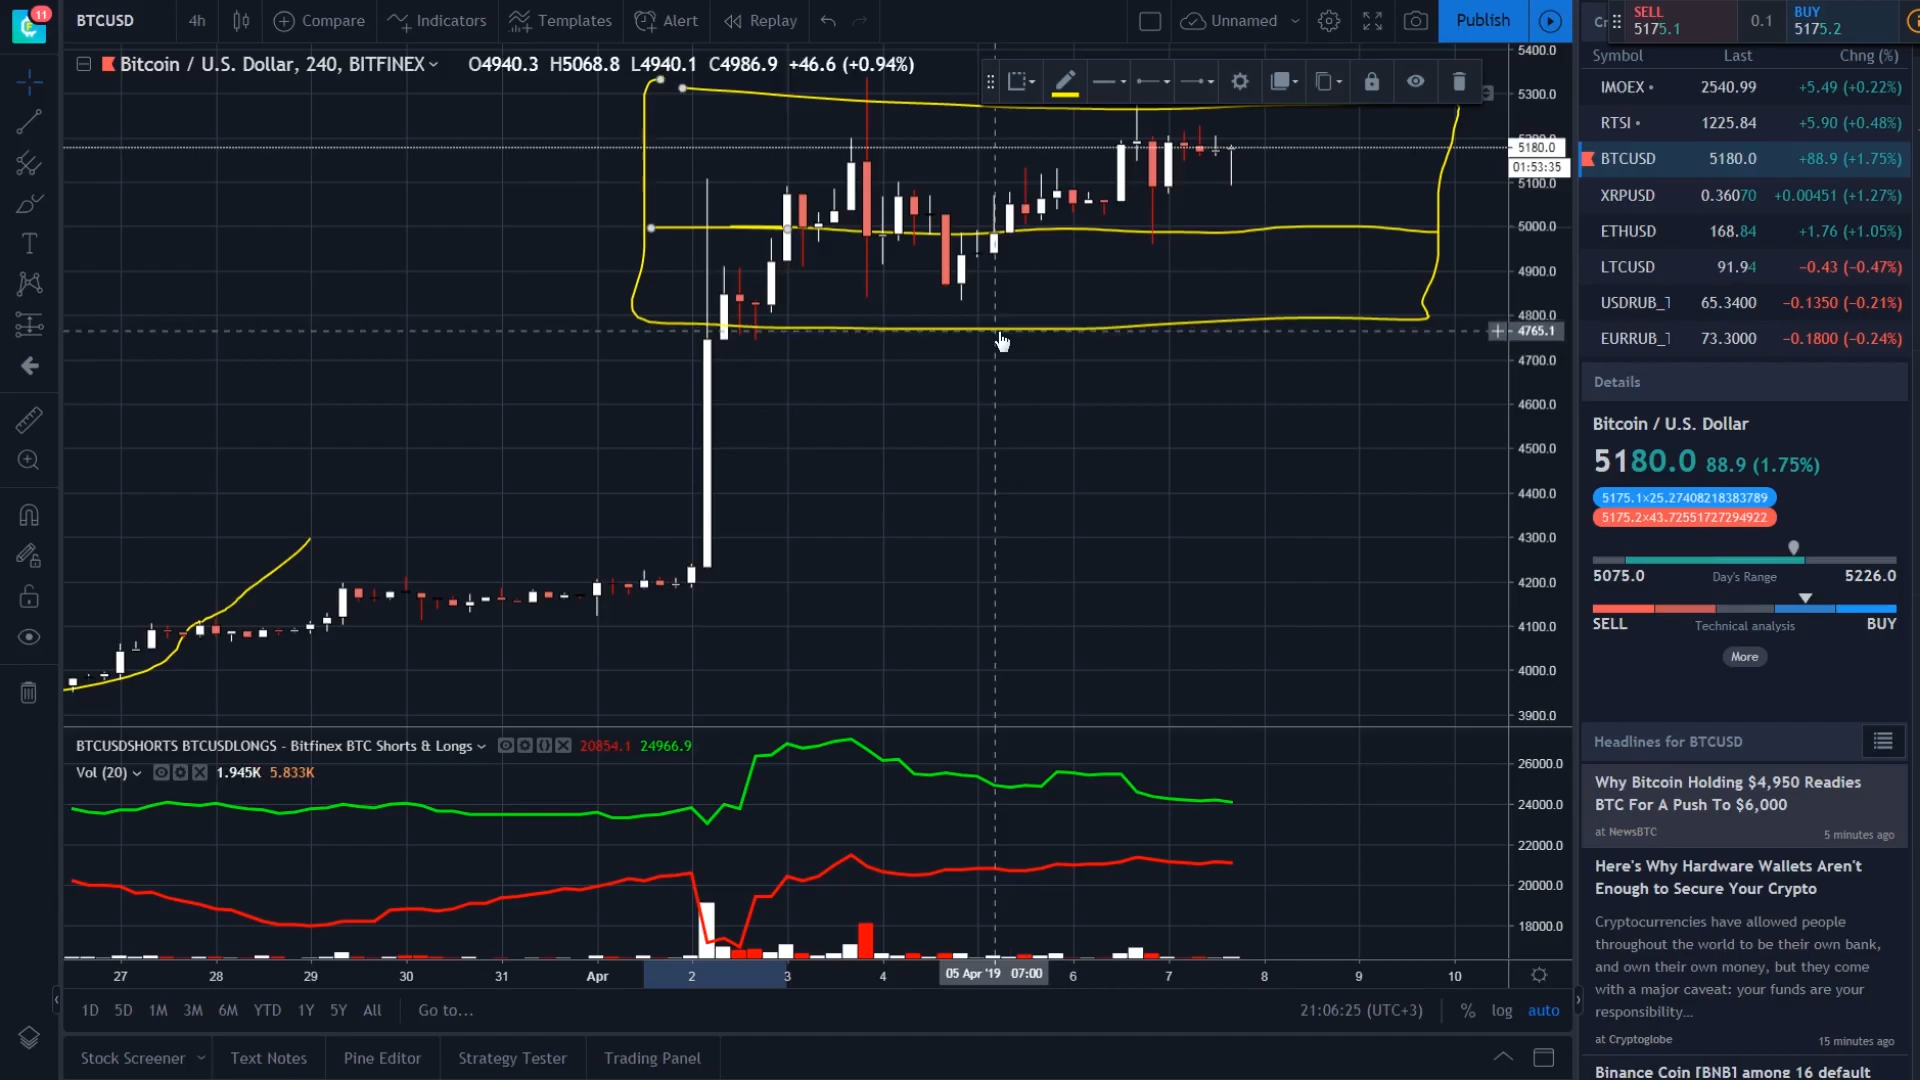 11
BTCUSD
4h
Compare
Indicators
Templates
Alert
Replay
Unnamed
Publish
SELL
5175.1
0.1
BUY
5175.2
Bitcoin / U.S. Dollar, 240, BITFINEX
O4940.3 H5068.8 L4940.1 C4986.9 +46.6 (+0.94%)
Symbol Last Chng (%)
IMOEX • 2540.99 +5.49 (+0.22%)
RTSI • 1225.84 +5.90 (+0.48%)
BTCUSD 5180.0 +88.9 (+1.75%)
XRPUSD 0.36070 +0.00451 (+1.27%)
ETHUSD 168.84 +1.76 (+1.05%)
LTCUSD 91.94 −0.43 (−0.47%)
USDRUB_T 65.3400 −0.1350 (−0.21%)
EURRUB_T 73.3000 −0.1800 (−0.24%)
5400.0
5300.0
5180.0
01:53:35
5100.0
5000.0
4900.0
4800.0
4765.1
4700.0
4600.0
4500.0
4400.0
4300.0
4200.0
4100.0
4000.0
3900.0
Details
Bitcoin / U.S. Dollar
5180.0 88.9 (1.75%)
5175.1×25.27408218383789
5175.2×43.72551727294922
5075.0 Day's Range 5226.0
SELL Technical analysis BUY
More
BTCUSDSHORTS BTCUSDLONGS - Bitfinex BTC Shorts & Longs 20854.1 24966.9
Vol (20) 1.945K 5.833K
26000.0
24000.0
22000.0
20000.0
18000.0
27 28 29 30 31 Apr 2 3 4 05 Apr '19 07:00 6 7 8 9 10
Headlines for BTCUSD
Why Bitcoin Holding $4,950 Readies
BTC For A Push To $6,000
at NewsBTC 5 minutes ago
Here's Why Hardware Wallets Aren't
Enough to Secure Your Crypto
Cryptocurrencies have allowed people
throughout the world to be their own bank,
and own their own money, but they come
with a major caveat: your funds are your
responsibility...
at Cryptoglobe 15 minutes ago
Binance Coin [BNB] among 16 default
1D 5D 1M 3M 6M YTD 1Y 5Y All Go to...
21:06:25 (UTC+3) % log auto
Stock Screener Text Notes Pine Editor Strategy Tester Trading Panel